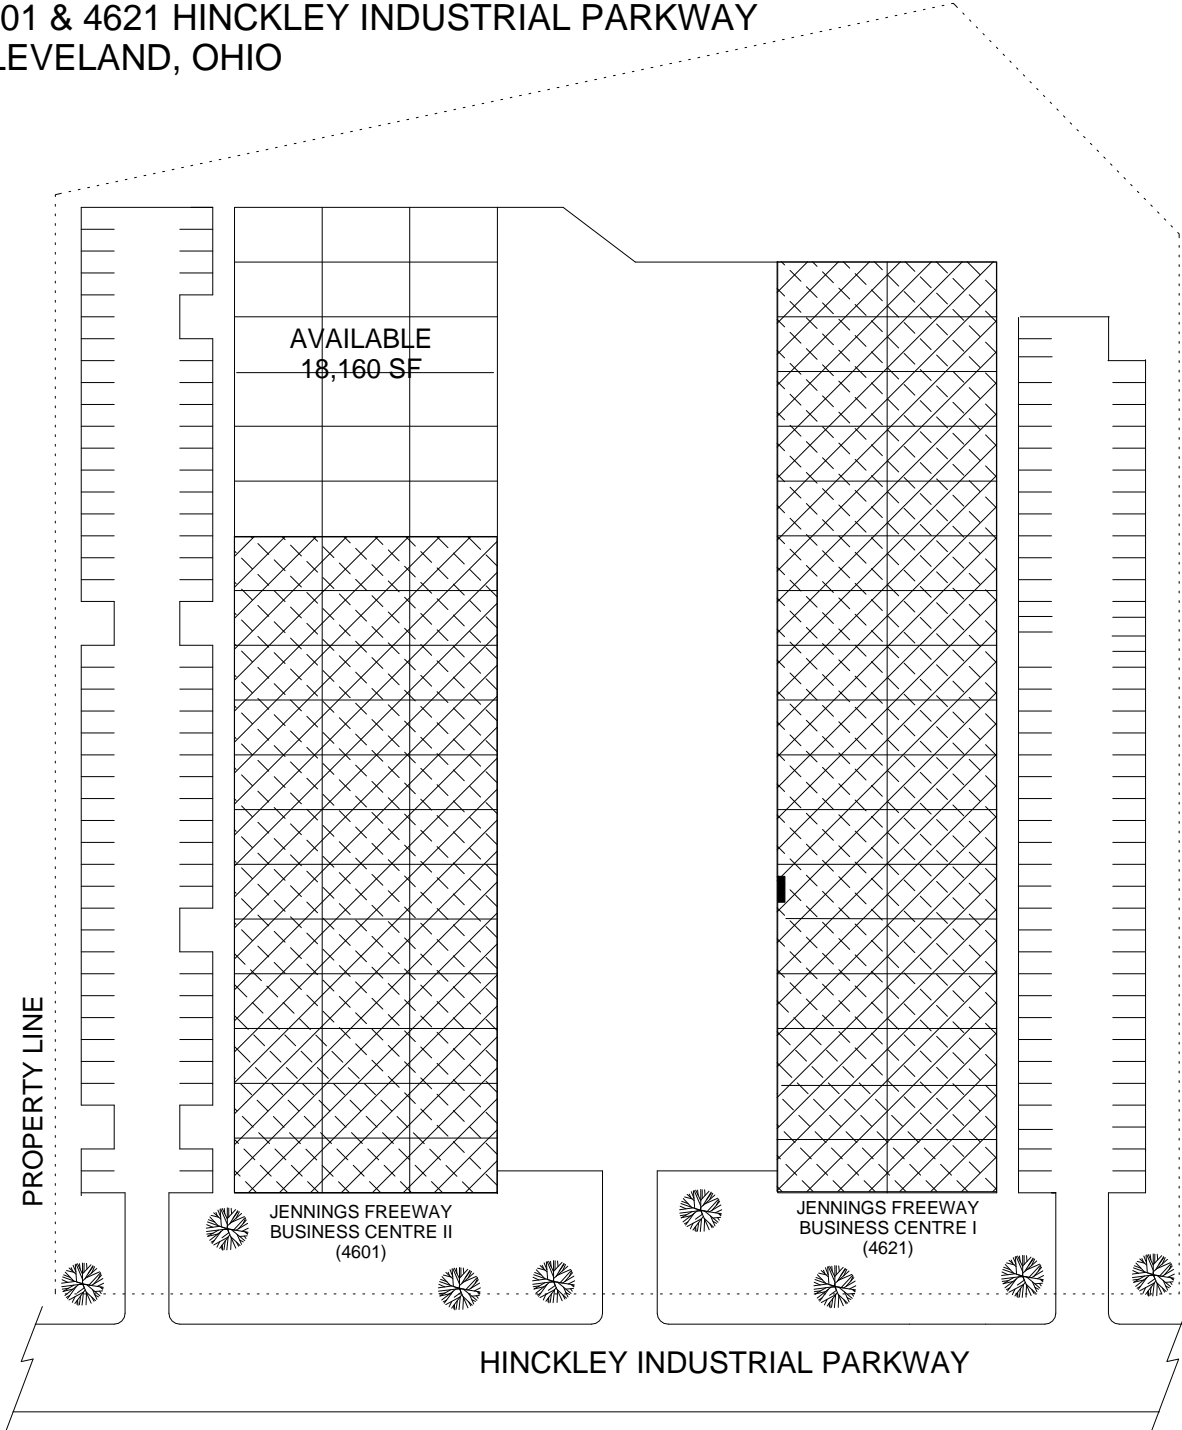 01 & 4621 HINCKLEY INDUSTRIAL PARKWAY
LEVELAND, OHIO
AVAILABLE
18,160 SF
PROPERTY LINE
JENNINGS FREEWAY
BUSINESS CENTRE II
(4601)
JENNINGS FREEWAY
BUSINESS CENTRE I
(4621)
HINCKLEY INDUSTRIAL PARKWAY